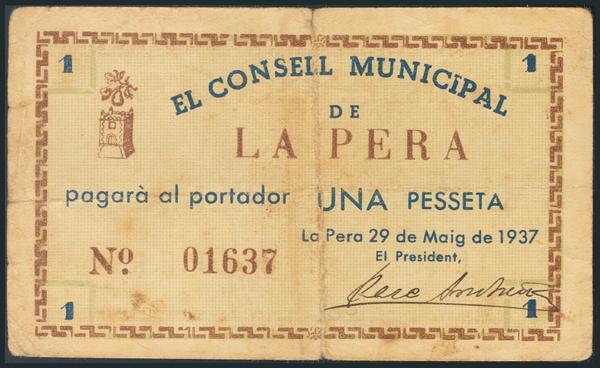 1 1
EL CONSELL MUNICIPAL
DE
LA PERA
pagarà al portador UNA PESSETA
La Pera 29 de Maig de 1937
Nº 01637
El President,
1 1